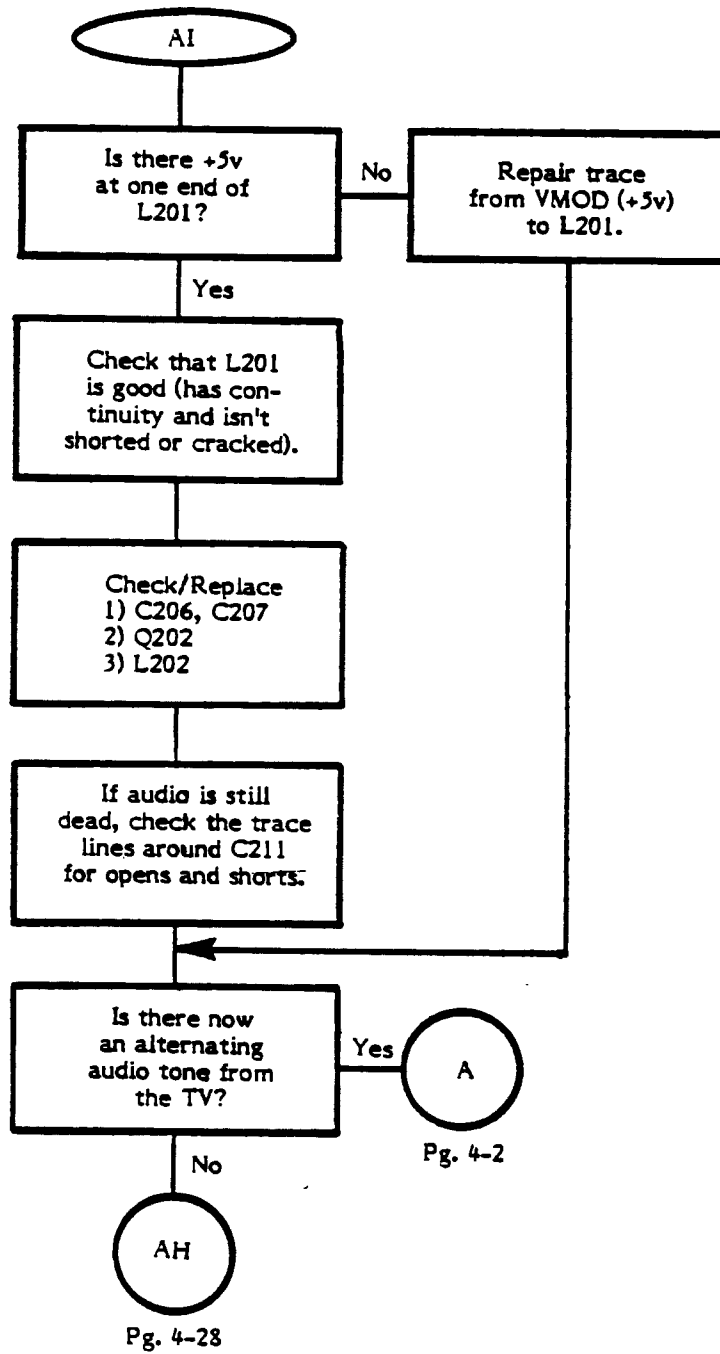 AI
Is there +5v
at one end of
L201?
No
Repair trace
from VMOD (+5v)
to L201.
Yes
Check that L201
is good (has con-
tinuity and isn't
shorted or cracked).
Check/Replace
1) C206, C207
2) Q202
3) L202
If audio is still
dead, check the trace
lines around C211
for opens and shorts.
Is there now
an alternating
audio tone from
the TV?
Yes
A
Pg. 4-2
No
AH
Pg. 4-28